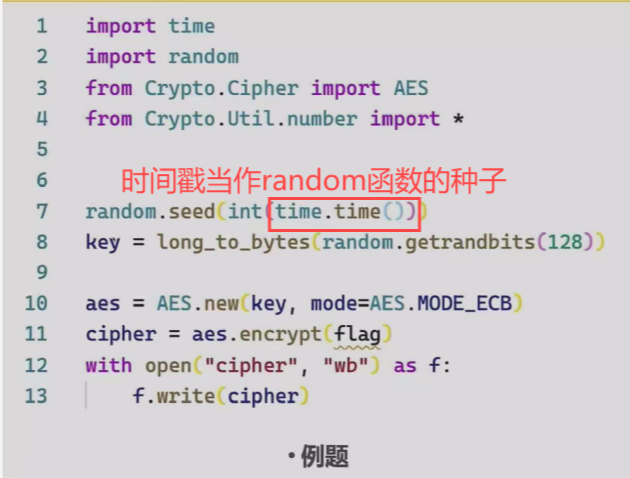 1 import time
2 import random
3 from Crypto.Cipher import AES
4 from Crypto.Util.number import *
5
6
时间戳当作random函数的种子
7 random.seed(int(time.time()))
8 key = long_to_bytes(random.getrandbits(128))
9
10 aes = AES.new(key, mode=AES.MODE_ECB)
11 cipher = aes.encrypt(flag)
12 with open("cipher", "wb") as f:
13     f.write(cipher)
• 例题